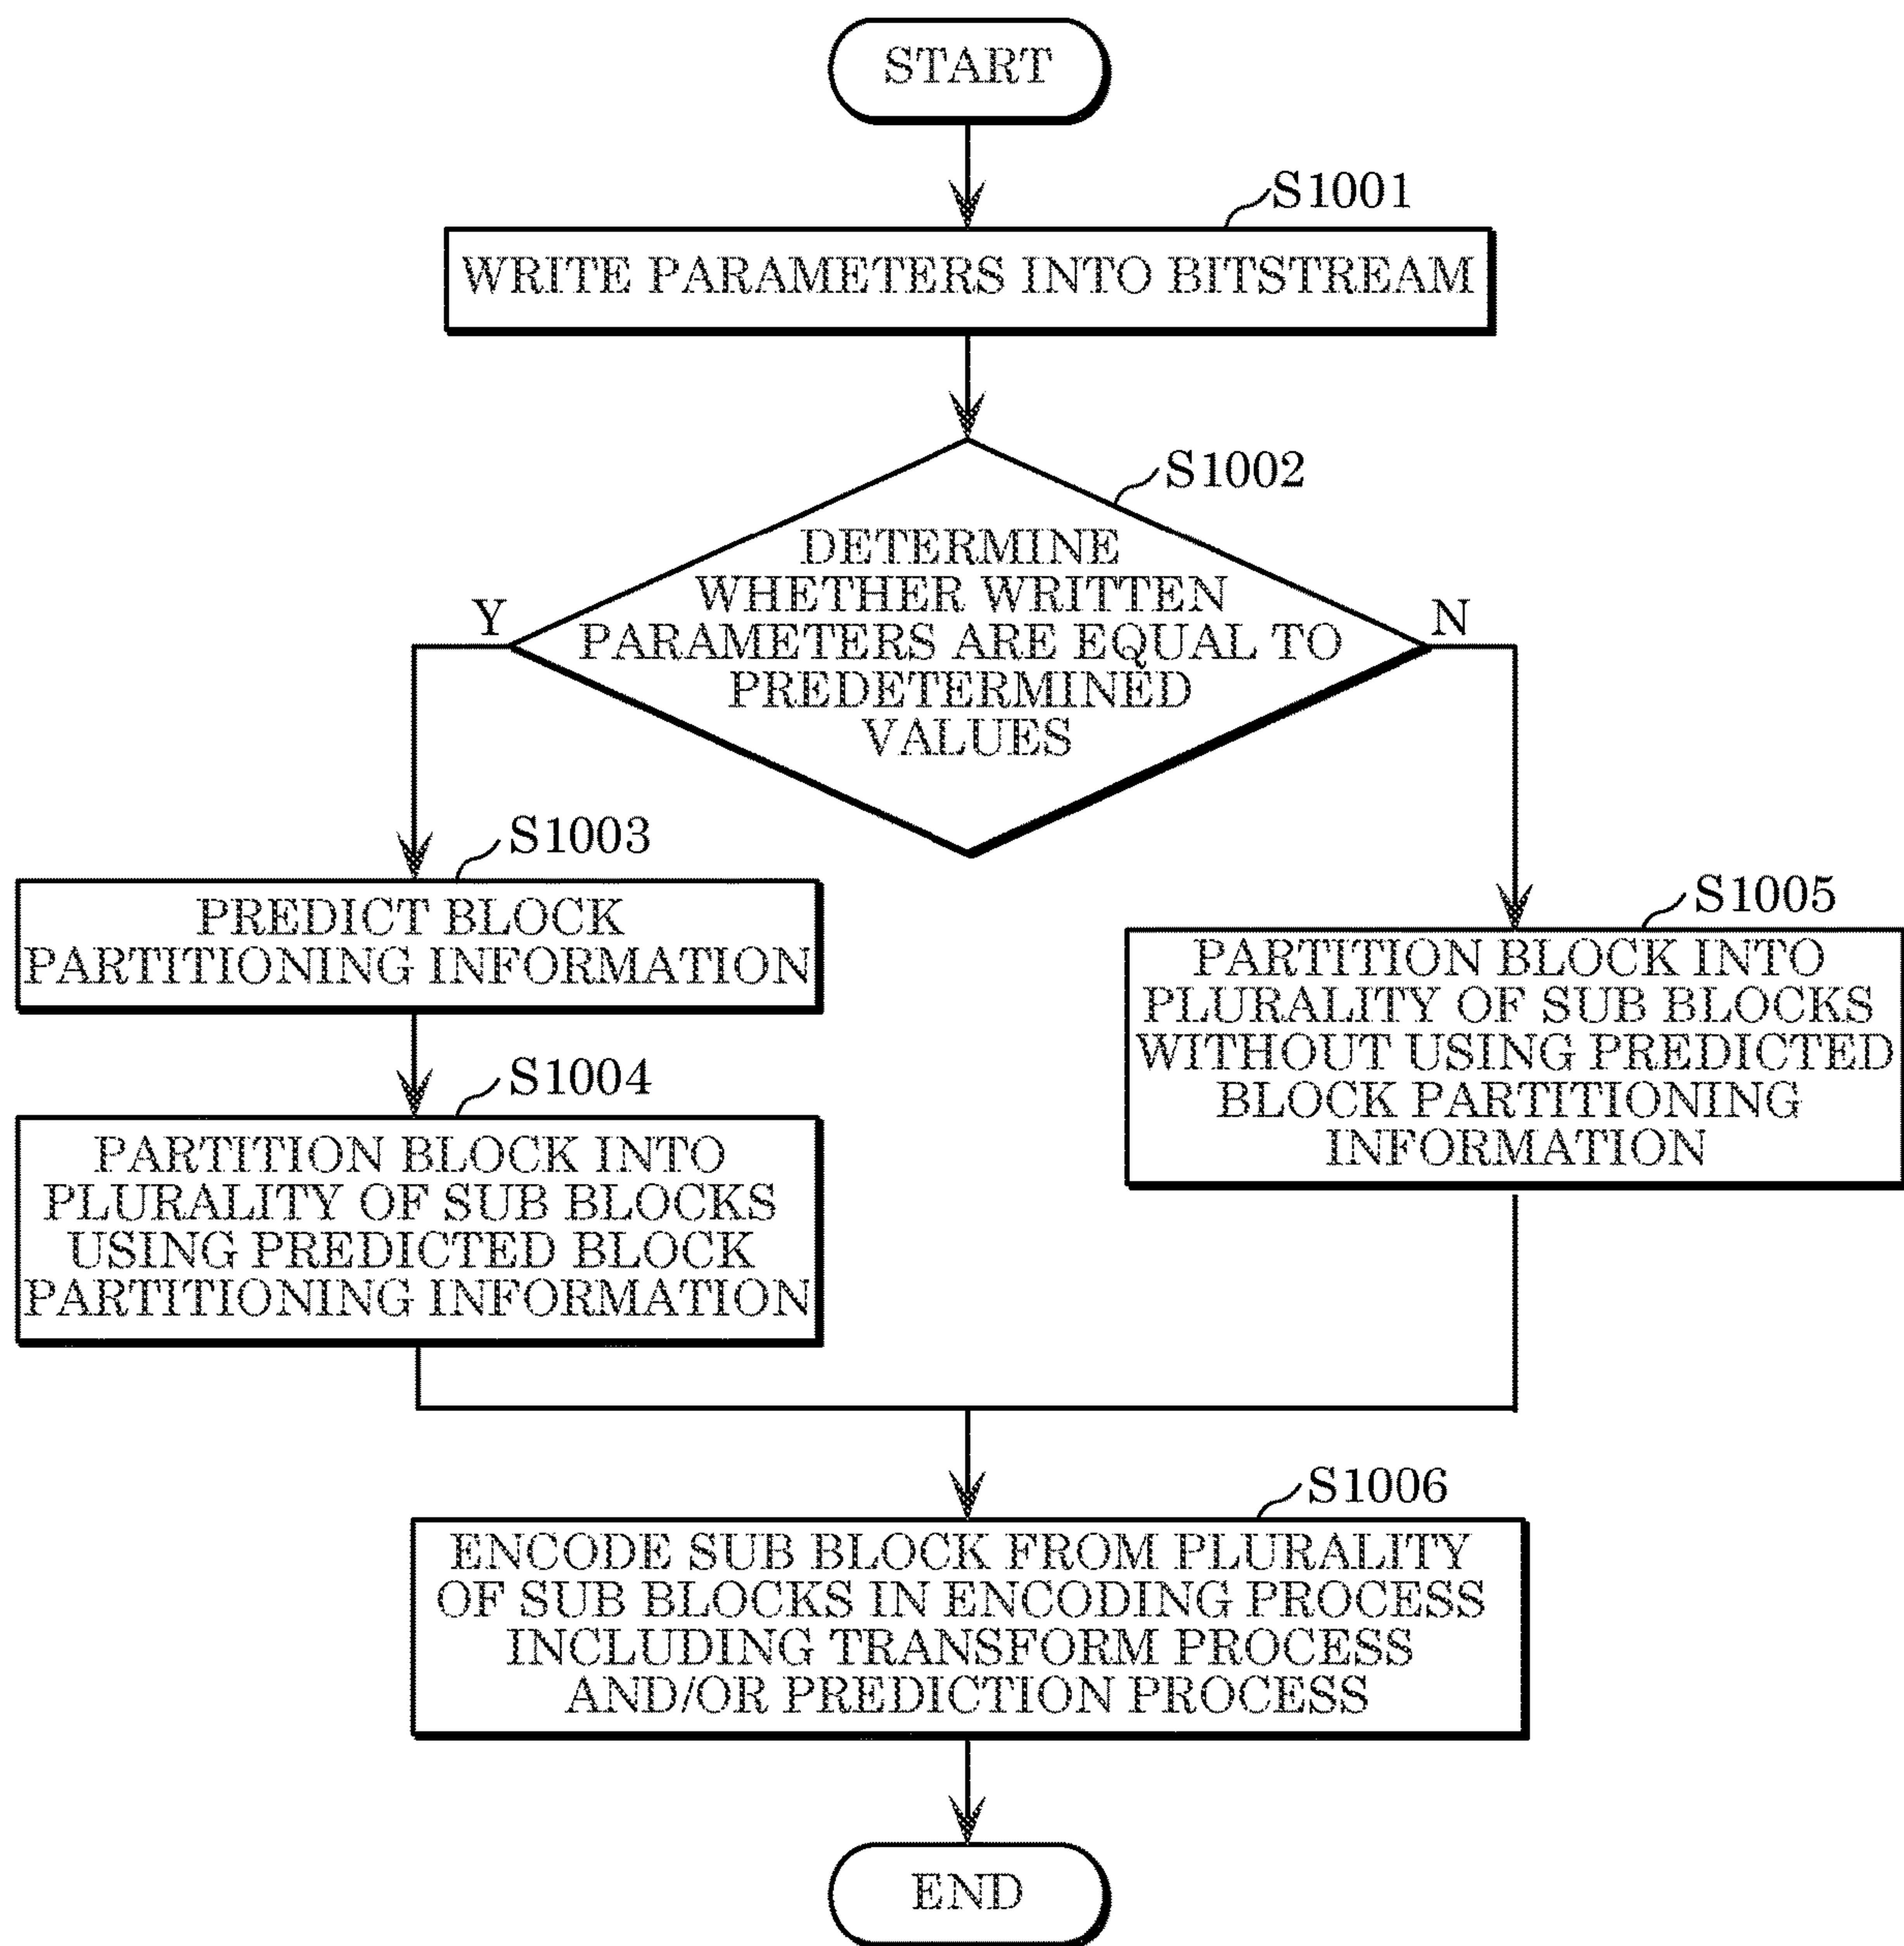 START
S1001
WRITE PARAMETERS INTO BITSTREAM
S1002
DETERMINE
WHETHER WRITTEN
PARAMETERS ARE EQUAL TO
PREDETERMINED
VALUES
Y
N
S1003
PREDICT BLOCK
PARTITIONING INFORMATION
S1004
PARTITION BLOCK INTO
PLURALITY OF SUB BLOCKS
USING PREDICTED BLOCK
PARTITIONING INFORMATION
S1005
PARTITION BLOCK INTO
PLURALITY OF SUB BLOCKS
WITHOUT USING PREDICTED
BLOCK PARTITIONING
INFORMATION
S1006
ENCODE SUB BLOCK FROM PLURALITY
OF SUB BLOCKS IN ENCODING PROCESS
INCLUDING TRANSFORM PROCESS
AND/OR PREDICTION PROCESS
END